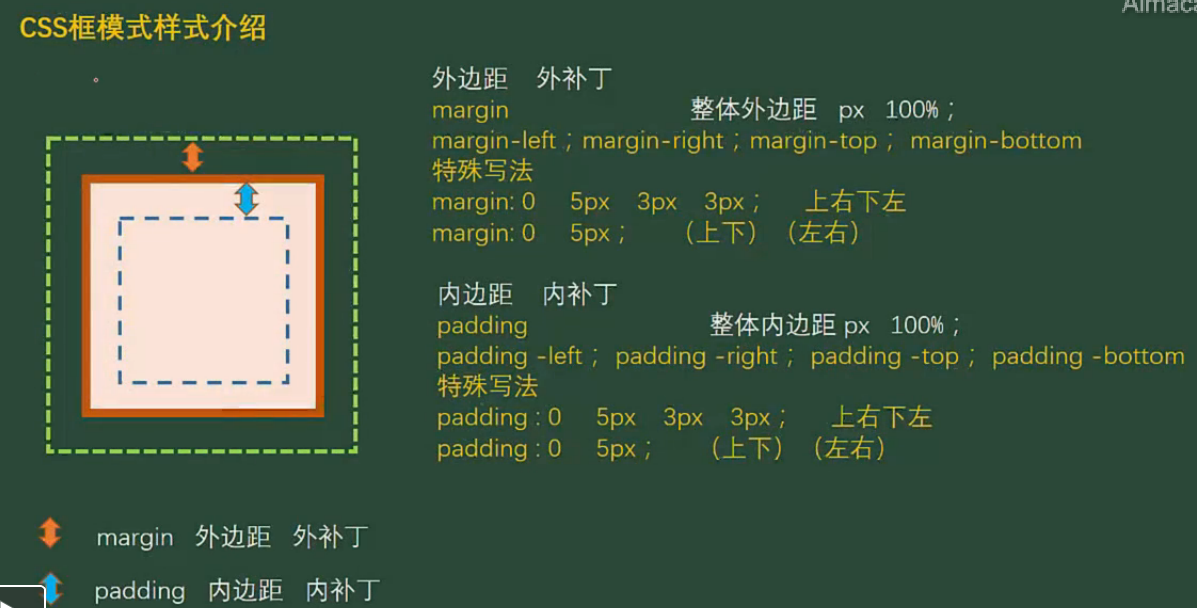 CSS框模式样式介绍
外边距 外补丁
margin 整体外边距 px 100%；
margin-left；margin-right；margin-top； margin-bottom
特殊写法
margin: 0 5px 3px 3px； 上右下左
margin: 0 5px； （上下）（左右）
内边距 内补丁
padding 整体内边距 px 100%；
padding -left； padding -right； padding -top； padding -bottom
特殊写法
padding : 0 5px 3px 3px； 上右下左
padding : 0 5px； （上下）（左右）
margin 外边距 外补丁
padding 内边距 内补丁